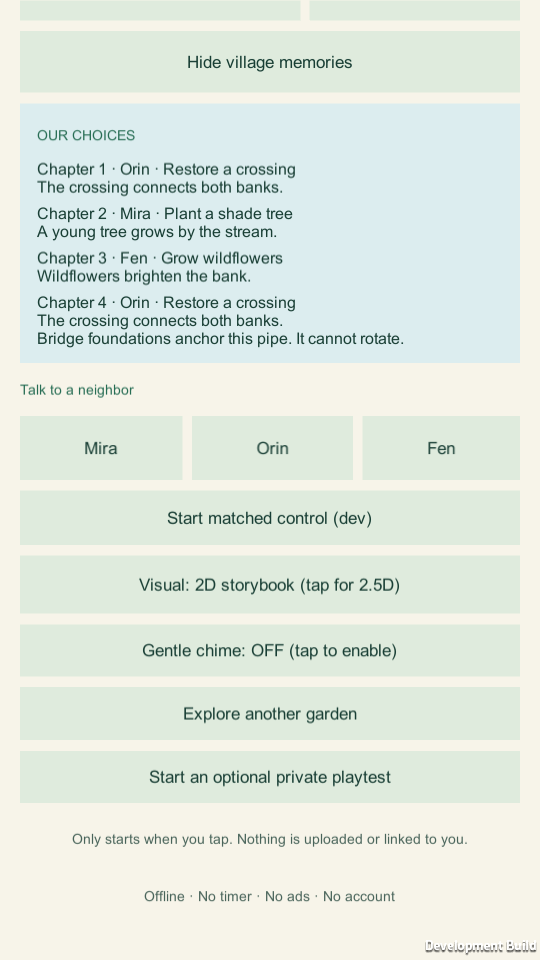 Hide village memories
OUR CHOICES
Chapter 1 · Orin · Restore a crossing
The crossing connects both banks.
Chapter 2 · Mira · Plant a shade tree
A young tree grows by the stream.
Chapter 3 · Fen · Grow wildflowers
Wildflowers brighten the bank.
Chapter 4 · Orin · Restore a crossing
The crossing connects both banks.
Bridge foundations anchor this pipe. It cannot rotate.
Talk to a neighbor
Mira
Orin
Fen
Start matched control (dev)
Visual: 2D storybook (tap for 2.5D)
Gentle chime: OFF (tap to enable)
Explore another garden
Start an optional private playtest
Only starts when you tap. Nothing is uploaded or linked to you.
Offline · No timer · No ads · No account
Development Build